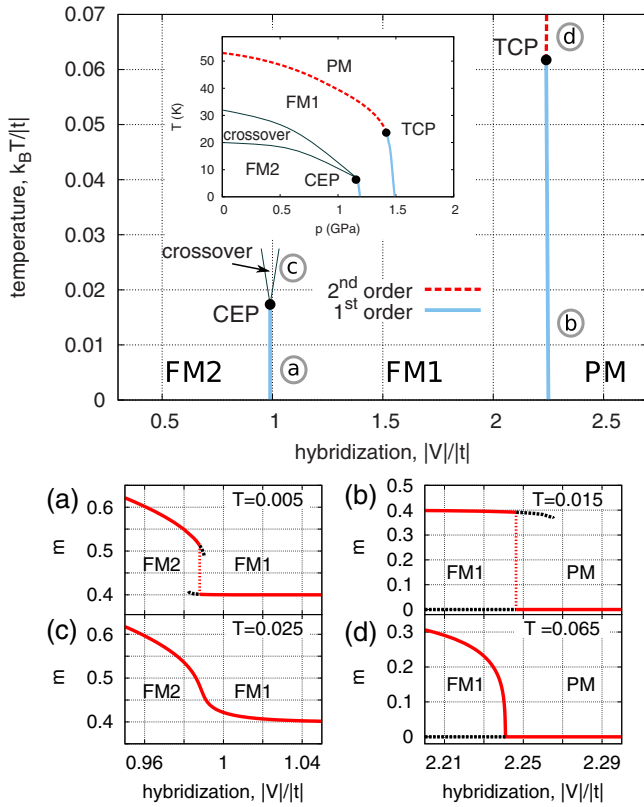 temperature, k_BT/|t|
0.07
0.06
0.05
0.04
0.03
0.02
0.01
0
0.5
1
1.5
2
2.5
hybridization, |V|/|t|
TCP
d
crossover
c
CEP
a
2nd order
1st order
b
FM2
FM1
PM
T (K)
50
40
30
20
10
0
0
0.5
1
1.5
2
p (GPa)
PM
FM1
TCP
crossover
FM2
CEP
(a)
T=0.005
m
0.6
0.5
0.4
FM2
FM1
(b)
T=0.015
m
0.4
0.3
0.2
0.1
0
FM1
PM
(c)
T=0.025
m
0.6
0.5
0.4
FM2
FM1
0.96
1
1.04
hybridization, |V|/|t|
(d)
T =0.065
m
0.3
0.2
0.1
0
FM1
PM
2.21
2.25
2.29
hybridization, |V|/|t|